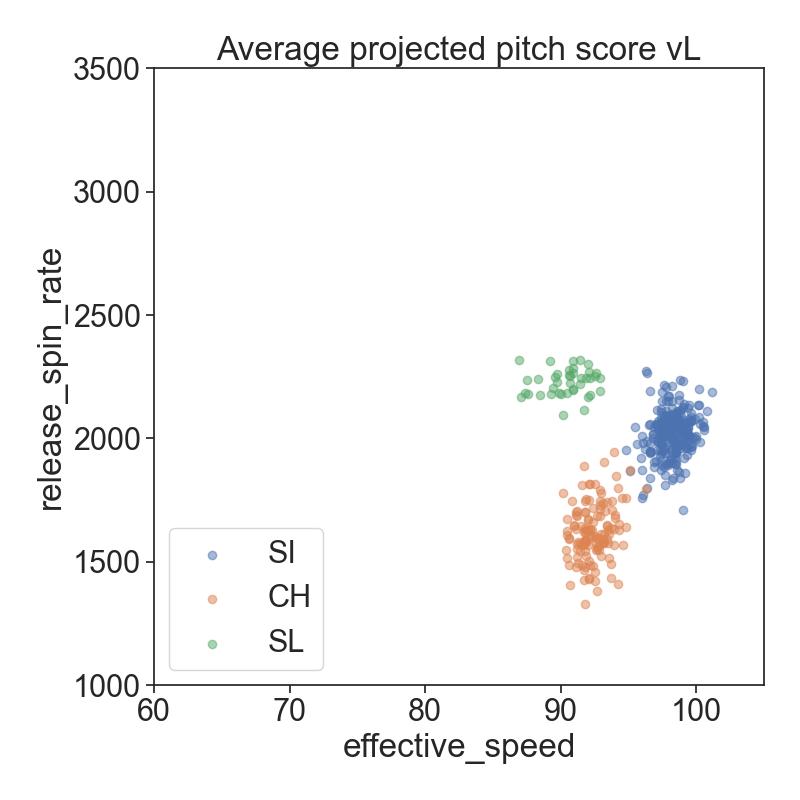 Average projected pitch score vL
3500
3000
2500
2000
1500
1000
release_spin_rate
SI
CH
SL
60 70 80 90 100
effective_speed